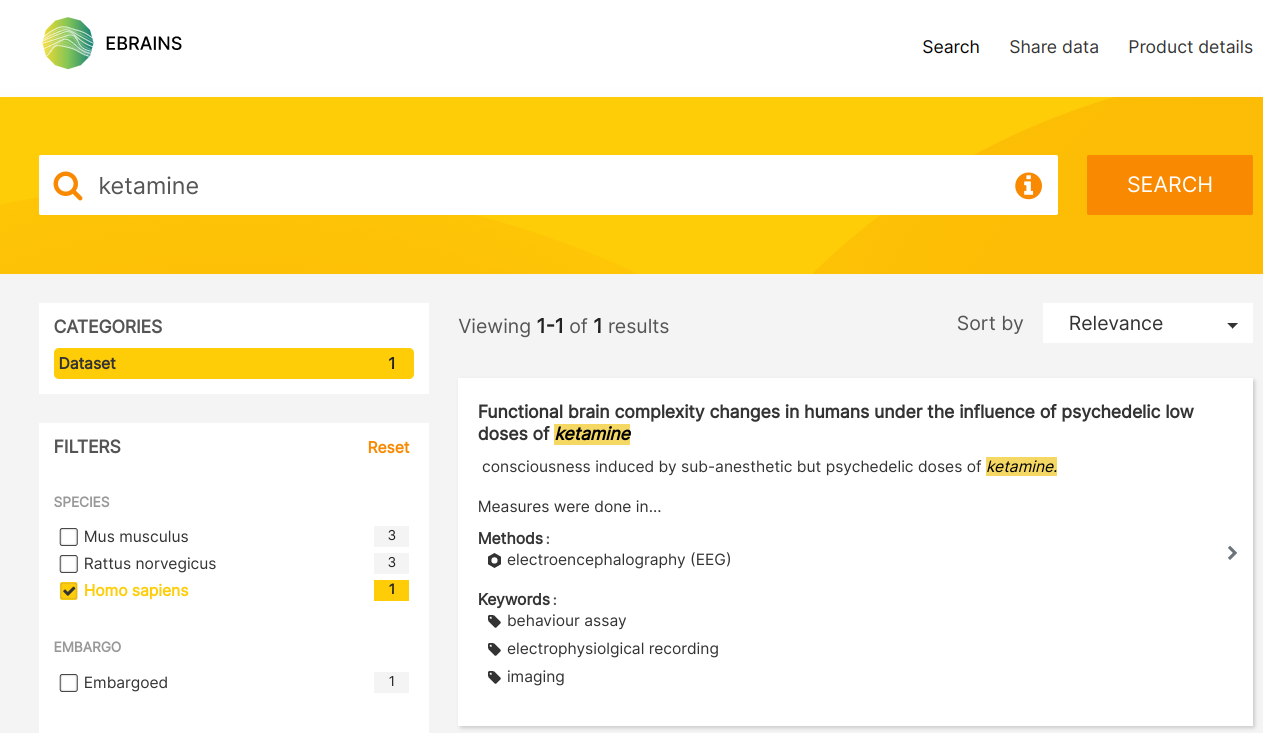 EBRAINS
Search
Share data
Product details
ketamine
SEARCH
CATEGORIES
Dataset 1
FILTERS Reset
SPECIES
Mus musculus 3
Rattus norvegicus 3
Homo sapiens 1
EMBARGO
Embargoed 1
Viewing 1-1 of 1 results
Sort by Relevance
Functional brain complexity changes in humans under the influence of psychedelic low
doses of ketamine
consciousness induced by sub-anesthetic but psychedelic doses of ketamine.
Measures were done in...
Methods :
electroencephalography (EEG)
Keywords :
behaviour assay
electrophysiolgical recording
imaging